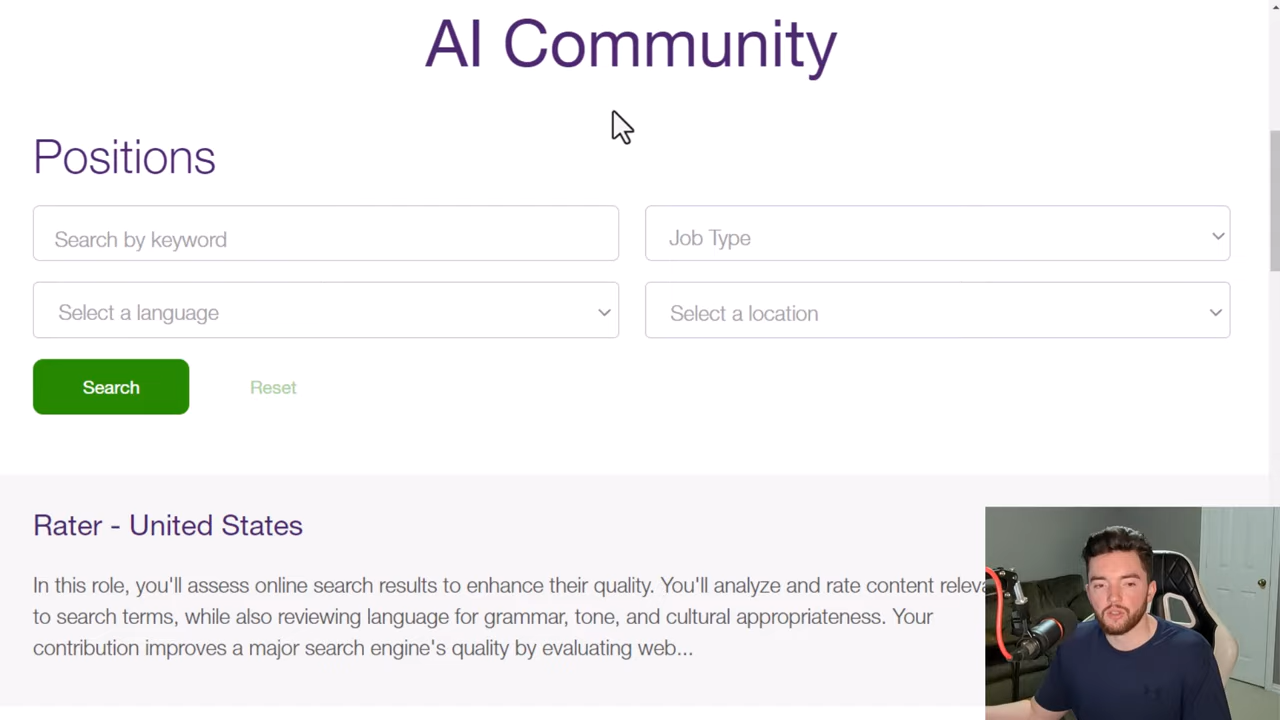 AI Community
Positions
Search by keyword
Job Type
Select a language
Select a location
Search
Reset
Rater - United States
In this role, you'll assess online search results to enhance their quality. You'll analyze and rate content
to search terms, while also reviewing language for grammar, tone, and cultural appropriateness. Your
contribution improves a major search engine's quality by evaluating web...